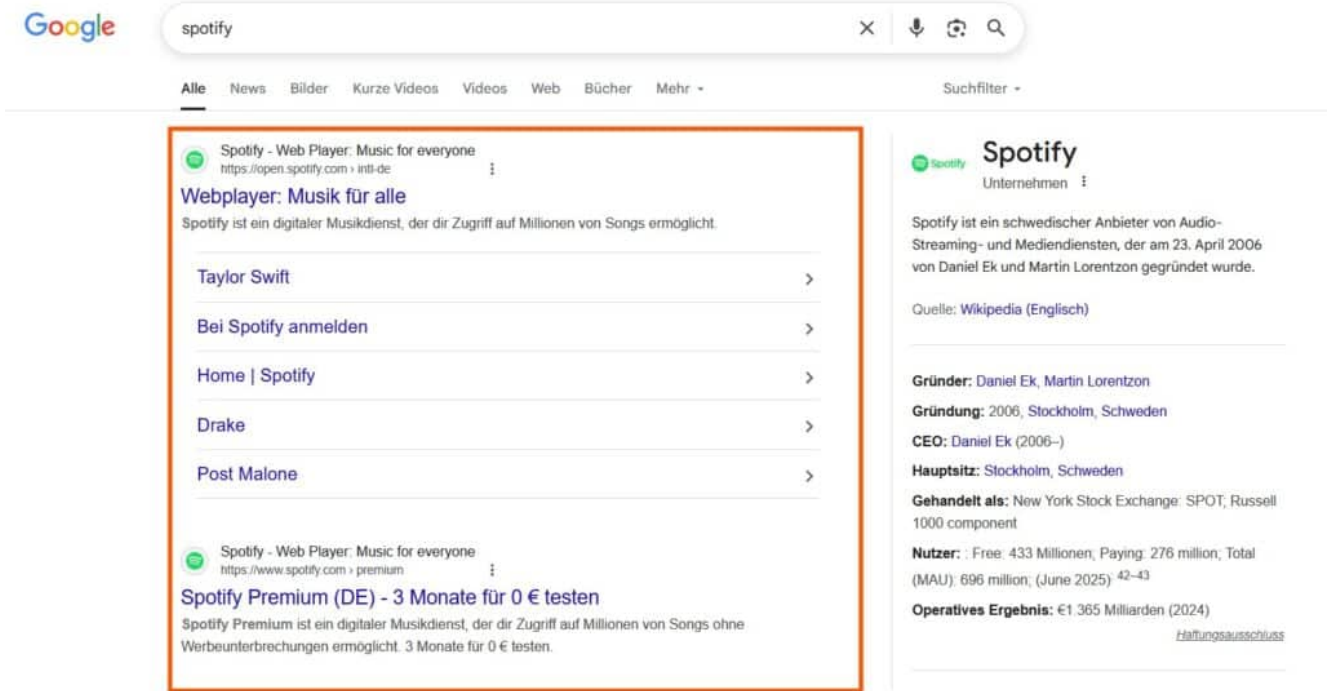 Google
spotify
Alle News Bilder Kurze Videos Videos Web Bücher Mehr Suchfilter
Spotify - Web Player: Music for everyone
https://open.spotify.com › intl-de
Webplayer: Musik für alle
Spotify ist ein digitaler Musikdienst, der dir Zugriff auf Millionen von Songs ermöglicht.
Taylor Swift
Bei Spotify anmelden
Home | Spotify
Drake
Post Malone
Spotify - Web Player: Music for everyone
https://www.spotify.com › premium
Spotify Premium (DE) - 3 Monate für 0 € testen
Spotify Premium ist ein digitaler Musikdienst, der dir Zugriff auf Millionen von Songs ohne
Werbeunterbrechungen ermöglicht. 3 Monate für 0 € testen.
Spotify
Spotify
Unternehmen
Spotify ist ein schwedischer Anbieter von Audio-
Streaming- und Mediendiensten, der am 23. April 2006
von Daniel Ek und Martin Lorentzon gegründet wurde.
Quelle: Wikipedia (Englisch)
Gründer: Daniel Ek, Martin Lorentzon
Gründung: 2006, Stockholm, Schweden
CEO: Daniel Ek (2006–)
Hauptsitz: Stockholm, Schweden
Gehandelt als: New York Stock Exchange: SPOT; Russell
1000 component
Nutzer: : Free: 433 Millionen; Paying: 276 million; Total
(MAU): 696 million; (June 2025) 42–43
Operatives Ergebnis: €1.365 Milliarden (2024)
Haftungsausschluss